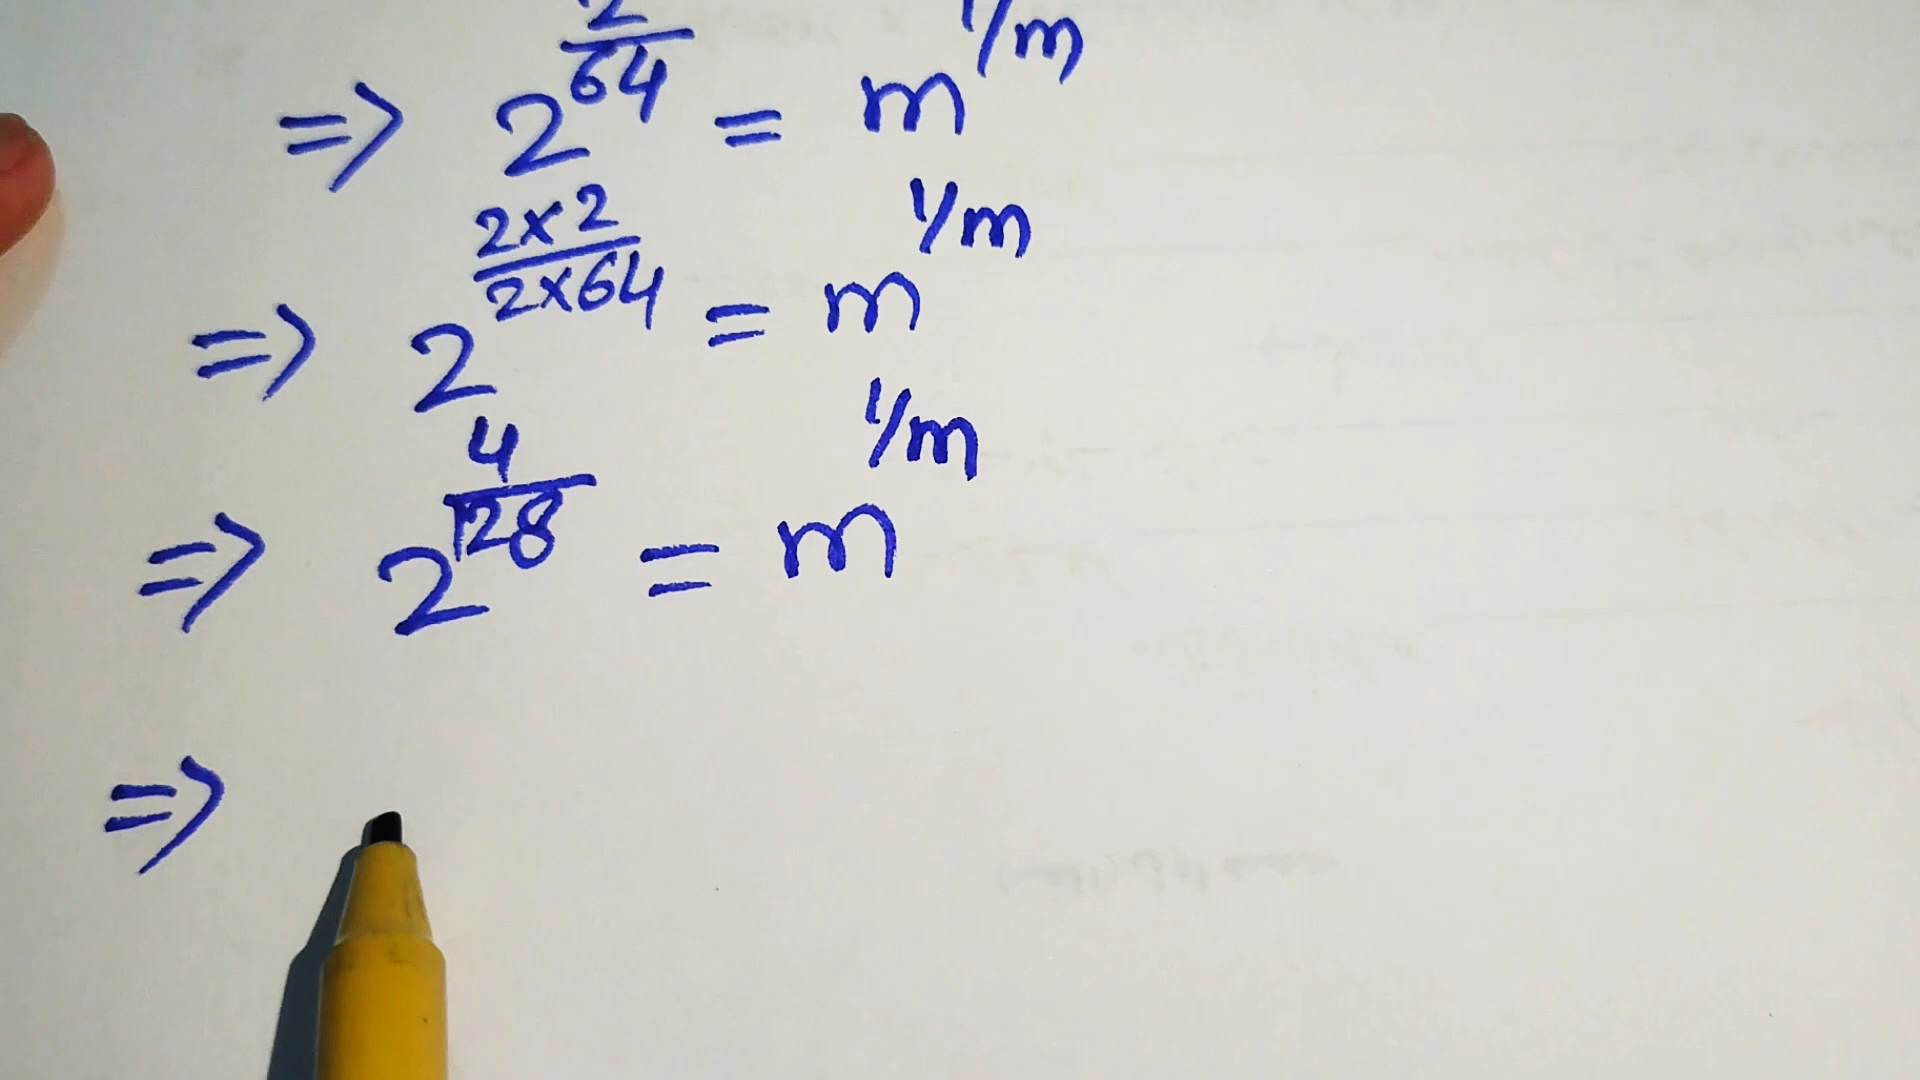 => 2^(2/64) = m^(1/m)
=> 2^((2×2)/(2×64)) = m^(1/m)
=> 2^(4/128) = m^(1/m)
=>